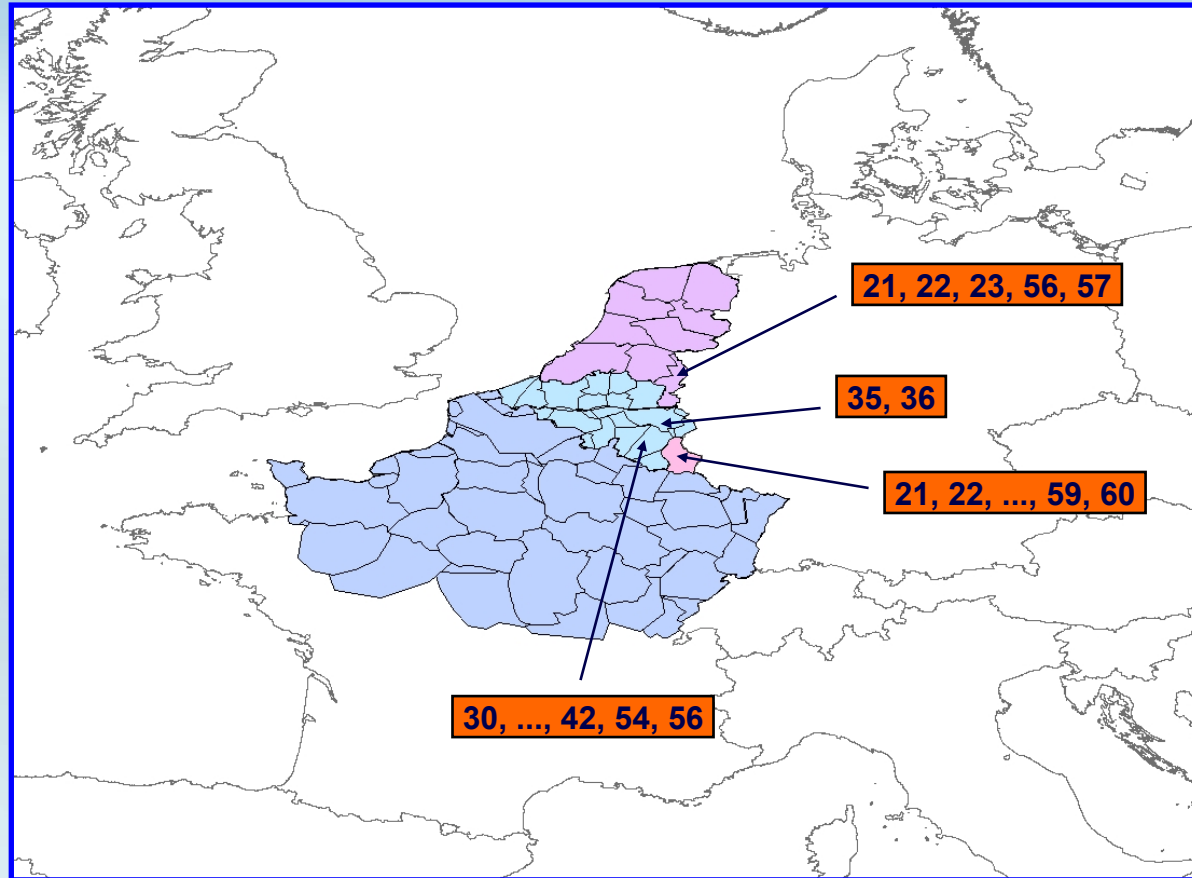 21, 22, 23, 56, 57
35, 36
21, 22, ..., 59, 60
30, ..., 42, 54, 56